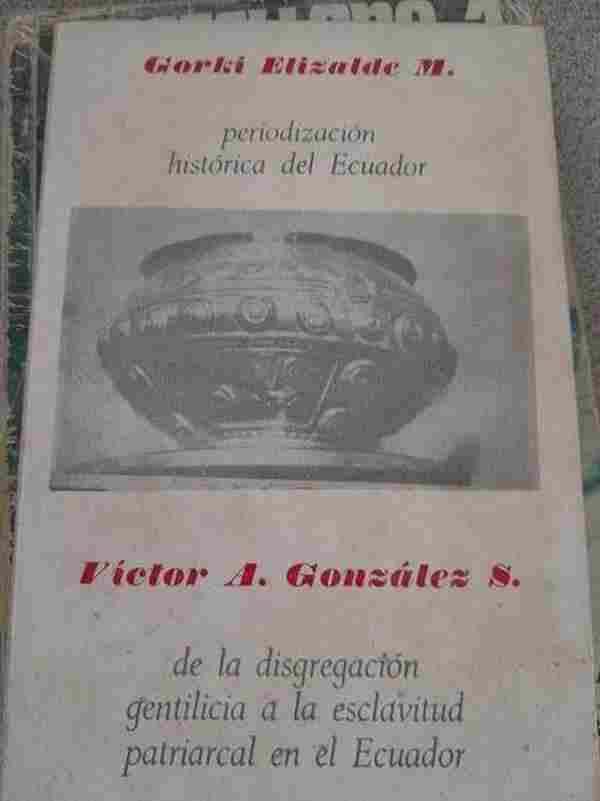 Gorki Elizalde M.
periodización
histórica del Ecuador
Víctor A. González S.
de la disgregación
gentilicia a la esclavitud
patriarcal en el Ecuador